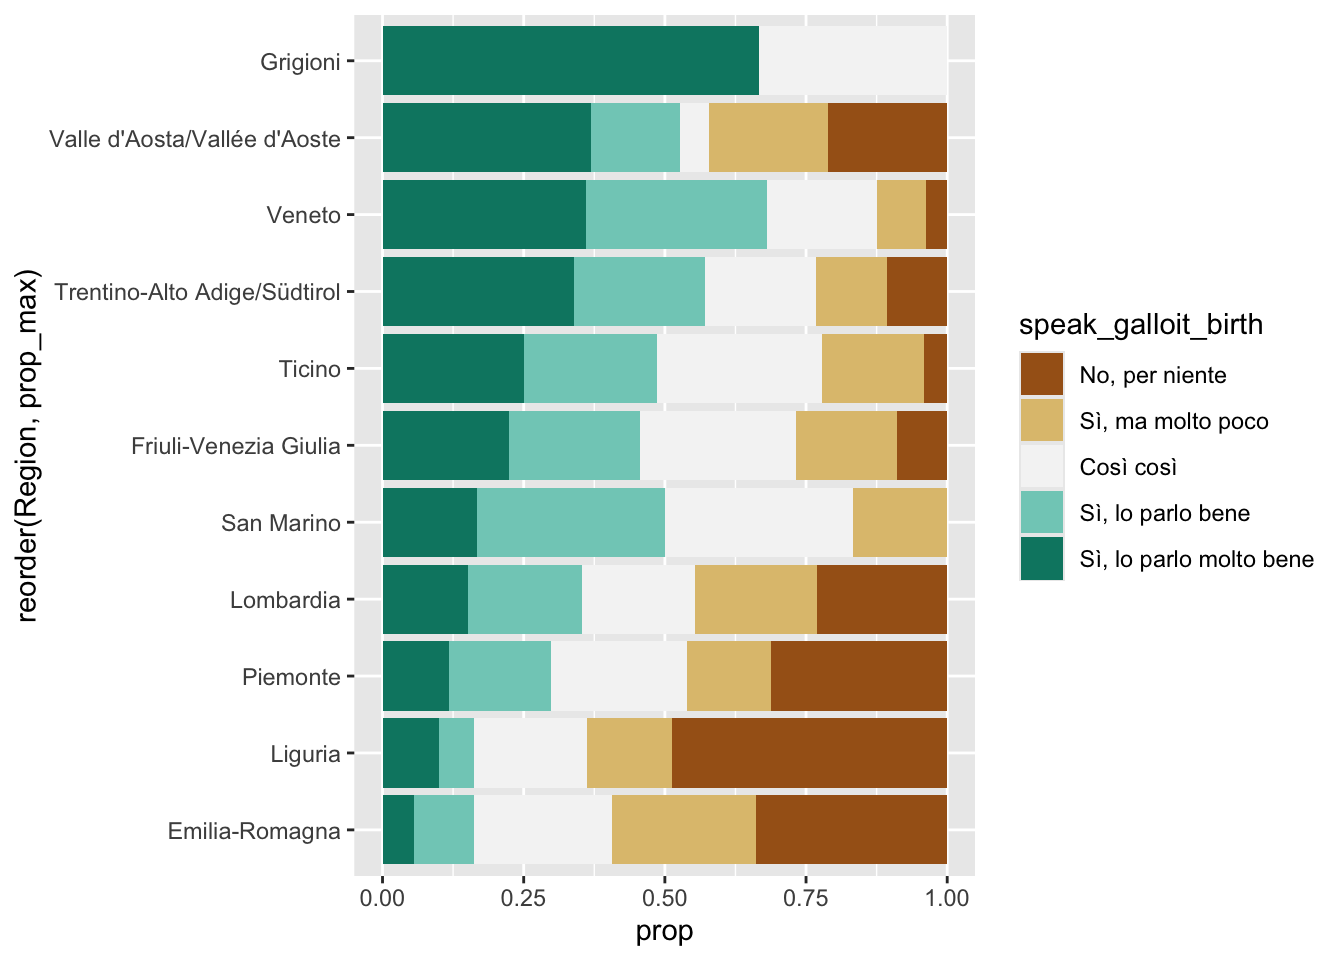 Grigioni
Valle d'Aosta/Vallée d'Aoste
Veneto
Trentino-Alto Adige/Südtirol
Ticino
Friuli-Venezia Giulia
San Marino
Lombardia
Piemonte
Liguria
Emilia-Romagna
reorder(Region, prop_max)
0.00 0.25 0.50 0.75 1.00
prop
speak_galloit_birth
No, per niente
Sì, ma molto poco
Così così
Sì, lo parlo bene
Sì, lo parlo molto bene